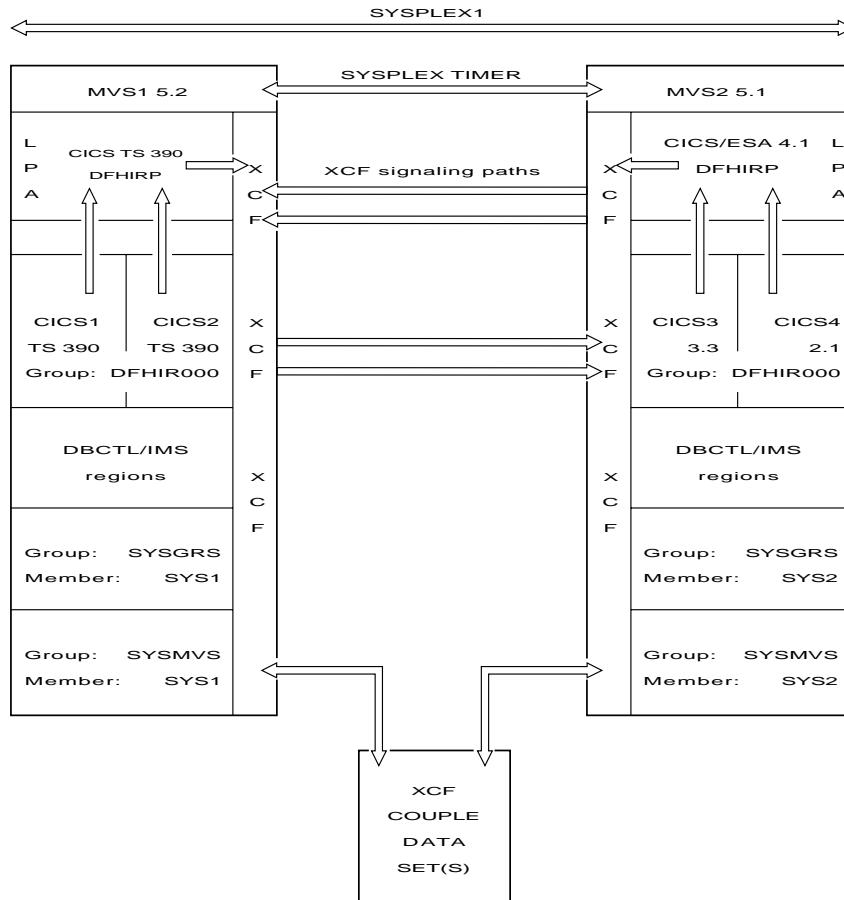 SYSPLEX1
SYSPLEX TIMER
MVS1 5.2
MVS2 5.1
L
P
A
CICS TS 390
DFHIRP
X
C
F
XCF signaling paths
X
C
F
CICS/ESA 4.1
DFHIRP
L
P
A
CICS1
TS 390
CICS2
TS 390
Group: DFHIR000
X
C
F
X
C
F
CICS3
3.3
CICS4
2.1
Group: DFHIR000
DBCTL/IMS
regions
X
C
F
X
C
F
DBCTL/IMS
regions
Group: SYSGRS
Member: SYS1
Group: SYSGRS
Member: SYS2
Group: SYSMVS
Member: SYS1
Group: SYSMVS
Member: SYS2
XCF
COUPLE
DATA
SET(S)